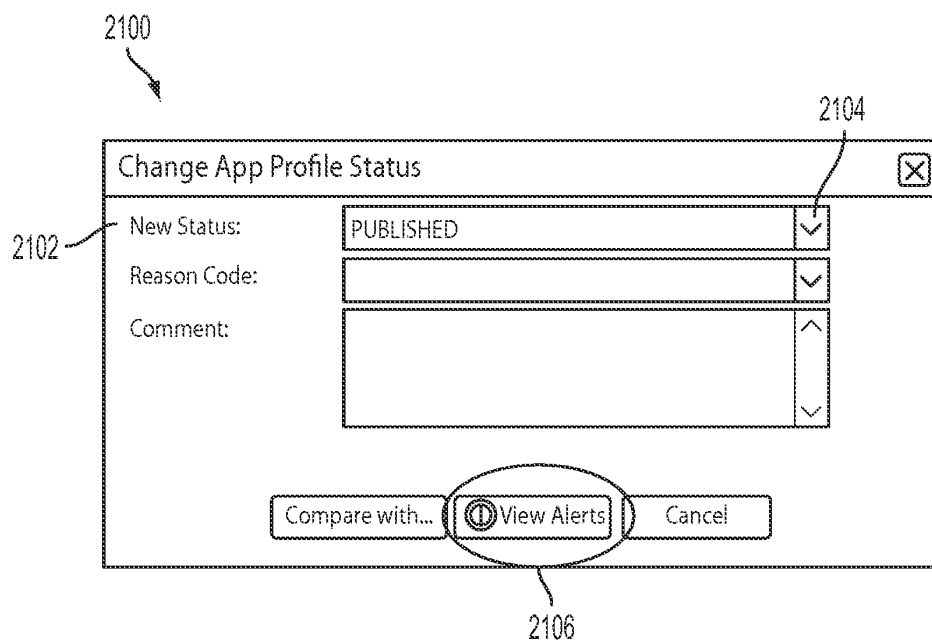 2100
2104
Change App Profile Status
2102
New Status:
PUBLISHED
Reason Code:
Comment:
Compare with...
View Alerts
Cancel
2106